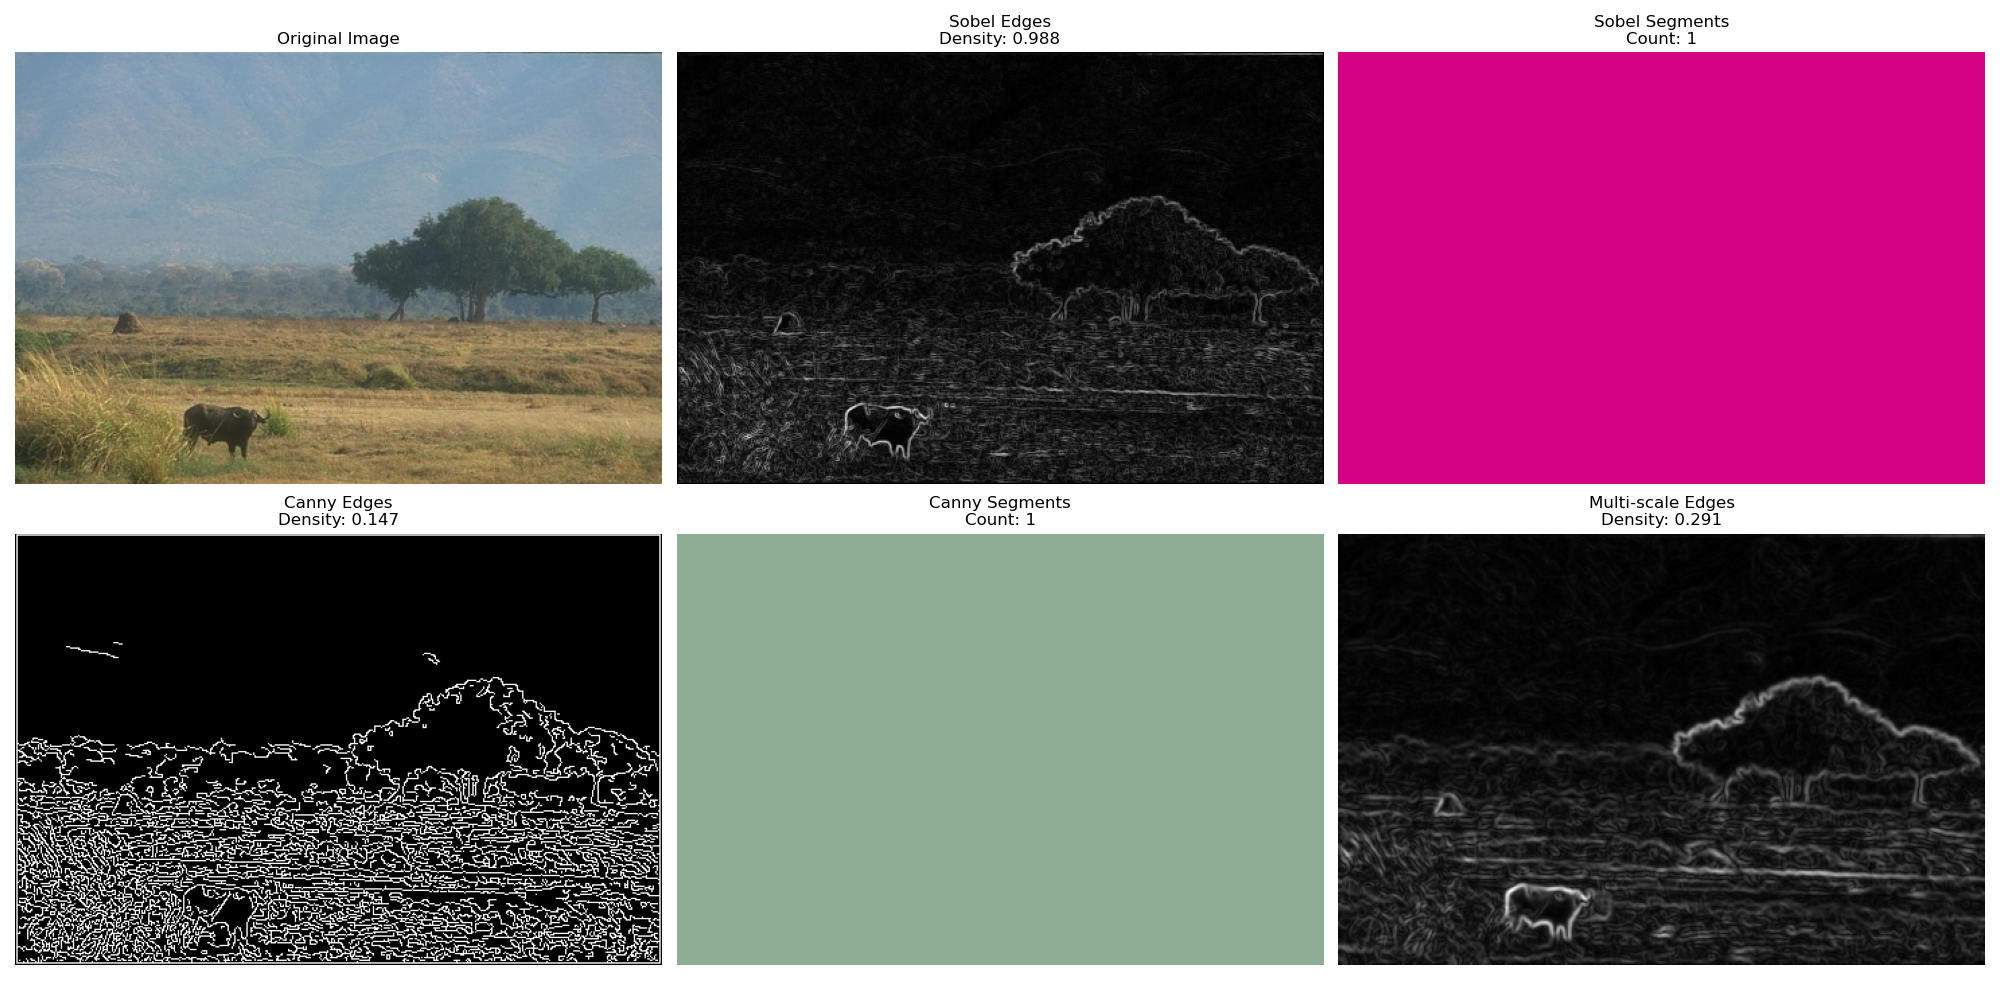 Original Image
Sobel Edges
Density: 0.988
Sobel Segments
Count: 1
Canny Edges
Density: 0.147
Canny Segments
Count: 1
Multi-scale Edges
Density: 0.291